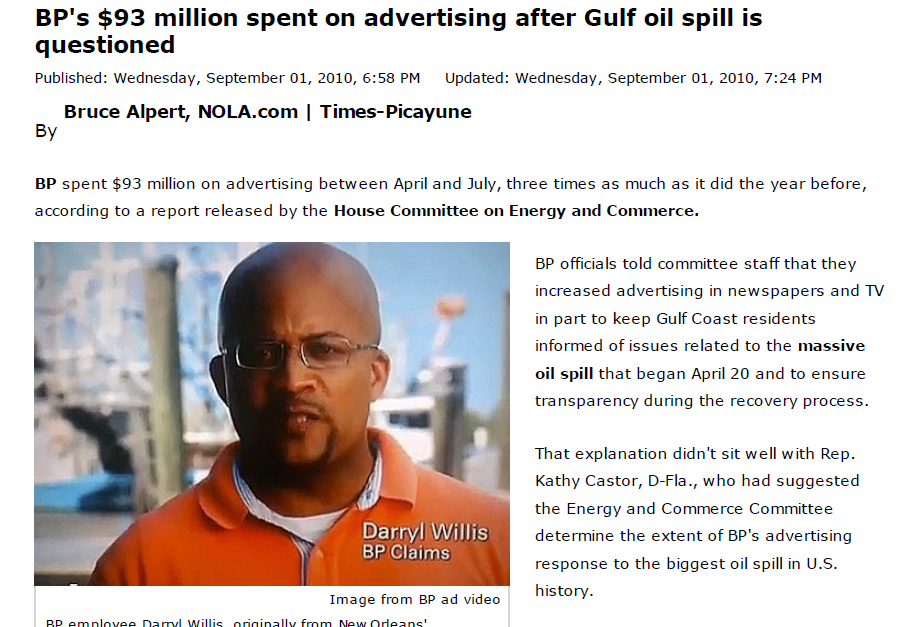 BP's $93 million spent on advertising after Gulf oil spill is
questioned
Published: Wednesday, September 01, 2010, 6:58 PM Updated: Wednesday, September 01, 2010, 7:24 PM
Bruce Alpert, NOLA.com | Times-Picayune
By
BP spent $93 million on advertising between April and July, three times as much as it did the year before,
according to a report released by the House Committee on Energy and Commerce.
Darryl Willis
BP Claims
Image from BP ad video
BP employee Darryl Willis, originally from New Orleans'
BP officials told committee staff that they
increased advertising in newspapers and TV
in part to keep Gulf Coast residents
informed of issues related to the massive
oil spill that began April 20 and to ensure
transparency during the recovery process.
That explanation didn't sit well with Rep.
Kathy Castor, D-Fla., who had suggested
the Energy and Commerce Committee
determine the extent of BP's advertising
response to the biggest oil spill in U.S.
history.